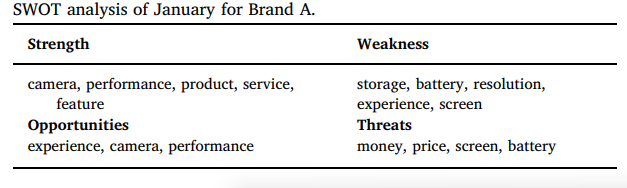 SWOT analysis of January for Brand A.
Strength Weakness
camera, performance, product, service, storage, battery, resolution,
feature experience, screen
Opportunities Threats
experience, camera, performance money, price, screen, battery